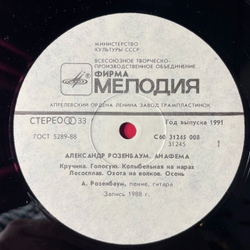 МИНИСТЕРСТВО
КУЛЬТУРЫ СССР
ВСЕСОЮЗНОЕ ТВОРЧЕСКО-
ПРОИЗВОДСТВЕННОЕ ОБЪЕДИНЕНИЕ
ФИРМА
МЕЛОДИЯ
АПРЕЛЕВСКИЙ ОРДЕНА ЛЕНИНА ЗАВОД ГРАМПЛАСТИНОК
СТЕРЕО 33
Год выпуска 1991
ГОСТ 5289-88
С60 31245 008
31245
1
АЛЕКСАНДР РОЗЕНБАУМ. АНАФЕМА
Кручина. Голосую. Колыбельная на нарах
Лесосплав. Охота на волков. Осень
А. Розенбаум, пение, гитара
Запись 1988 г.